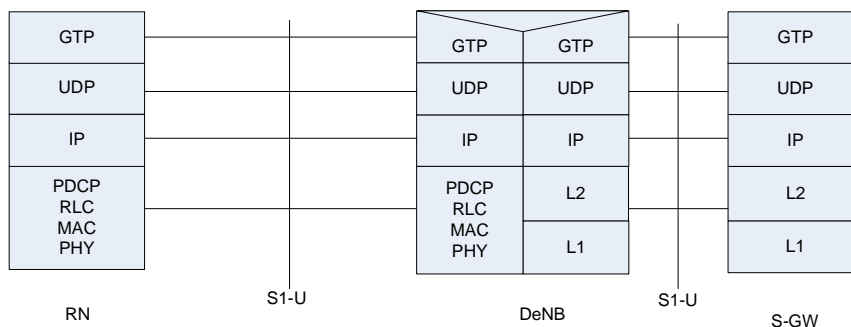 GTP
UDP
IP
PDCP
RLC
MAC
PHY
RN
S1-U
GTP
GTP
UDP
UDP
IP
IP
PDCP
RLC
MAC
PHY
L2
L1
DeNB
S1-U
GTP
UDP
IP
L2
L1
S-GW